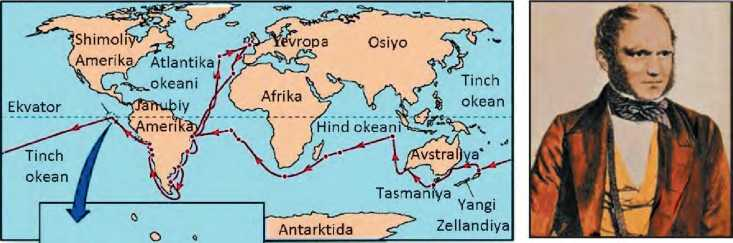 Shimoliy
Amerika
Atlantika
okeani
Yevropa
Osiyo
Tinch
okean
Afrika
Ekvator
Janubiy
Amerika
Hind okeani
Avstraliya
Tinch
okean
Tasmaniya
Yangi
Zellandiya
Antarktida